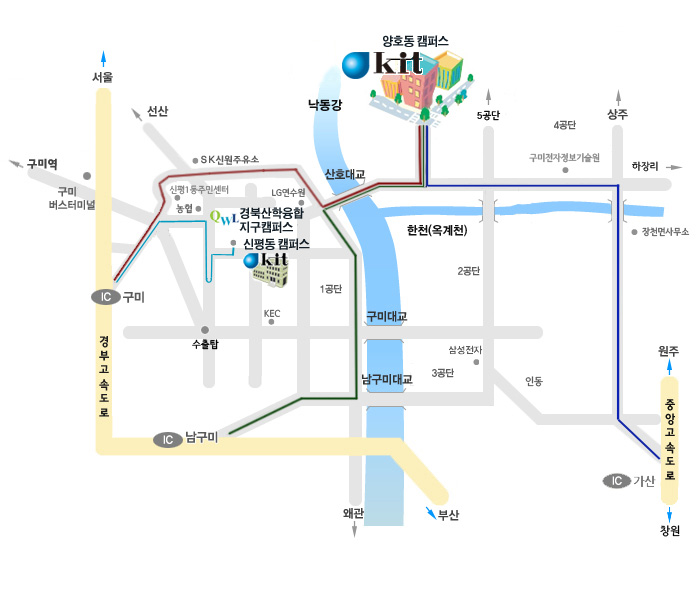 양호동 캠퍼스
kit
서울
선산
낙동강
5공단
상주
4공단
구미역
SK신원주유소
구미전자정보기술원
하장리
구미
버스터미널
신평1동주민센터
LG연수원
산호대교
농협
QWL
경북산학융합
지구캠퍼스
신평동 캠퍼스
kit
한천(옥계천)
장천면사무소
2공단
1공단
IC 구미
KEC
구미대교
수출탑
경부고속도로
삼성전자
3공단
남구미대교
인동
원주
중앙고속도로
IC 남구미
IC 가산
왜관
부산
창원